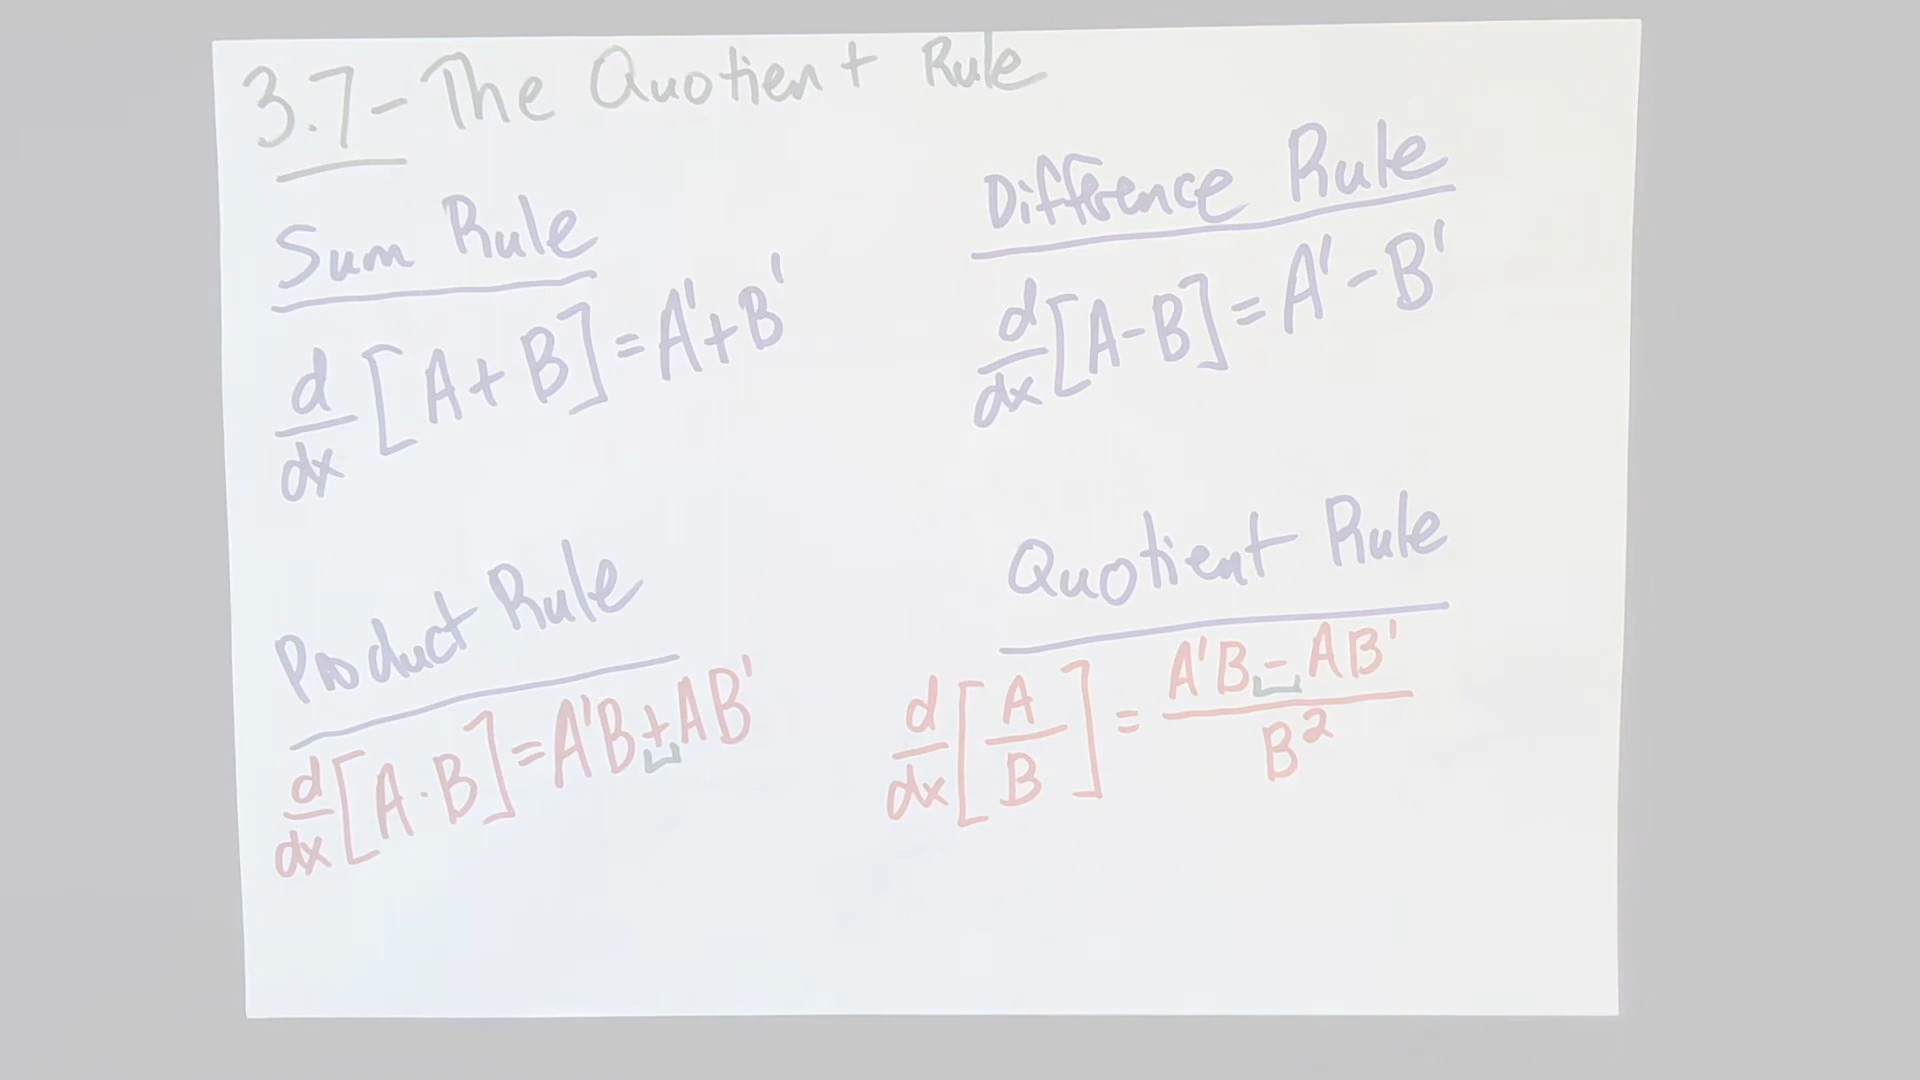 3.7 - The Quotient Rule
Sum Rule
d/dx [A + B] = A' + B'
Difference Rule
d/dx [A - B] = A' - B'
Product Rule
d/dx [A · B] = A'B + AB'
Quotient Rule
d/dx [A/B] = A'B - AB' / B²